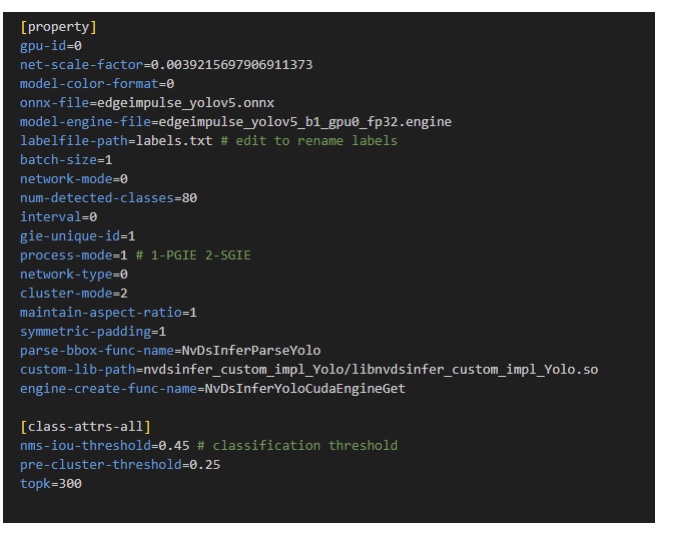 [property]
gpu-id=0
net-scale-factor=0.0039215697906911373
model-color-format=0
onnx-file=edgeimpulse_yolov5.onnx
model-engine-file=edgeimpulse_yolov5_b1_gpu0_fp32.engine
labelfile-path=labels.txt # edit to rename labels
batch-size=1
network-mode=0
num-detected-classes=80
interval=0
gie-unique-id=1
process-mode=1 # 1-PGIE 2-SGIE
network-type=0
cluster-mode=2
maintain-aspect-ratio=1
symmetric-padding=1
parse-bbox-func-name=NvDsInferParseYolo
custom-lib-path=nvdsinfer_custom_impl_Yolo/libnvdsinfer_custom_impl_Yolo.so
engine-create-func-name=NvDsInferYoloCudaEngineGet
[class-attrs-all]
nms-iou-threshold=0.45 # classification threshold
pre-cluster-threshold=0.25
topk=300